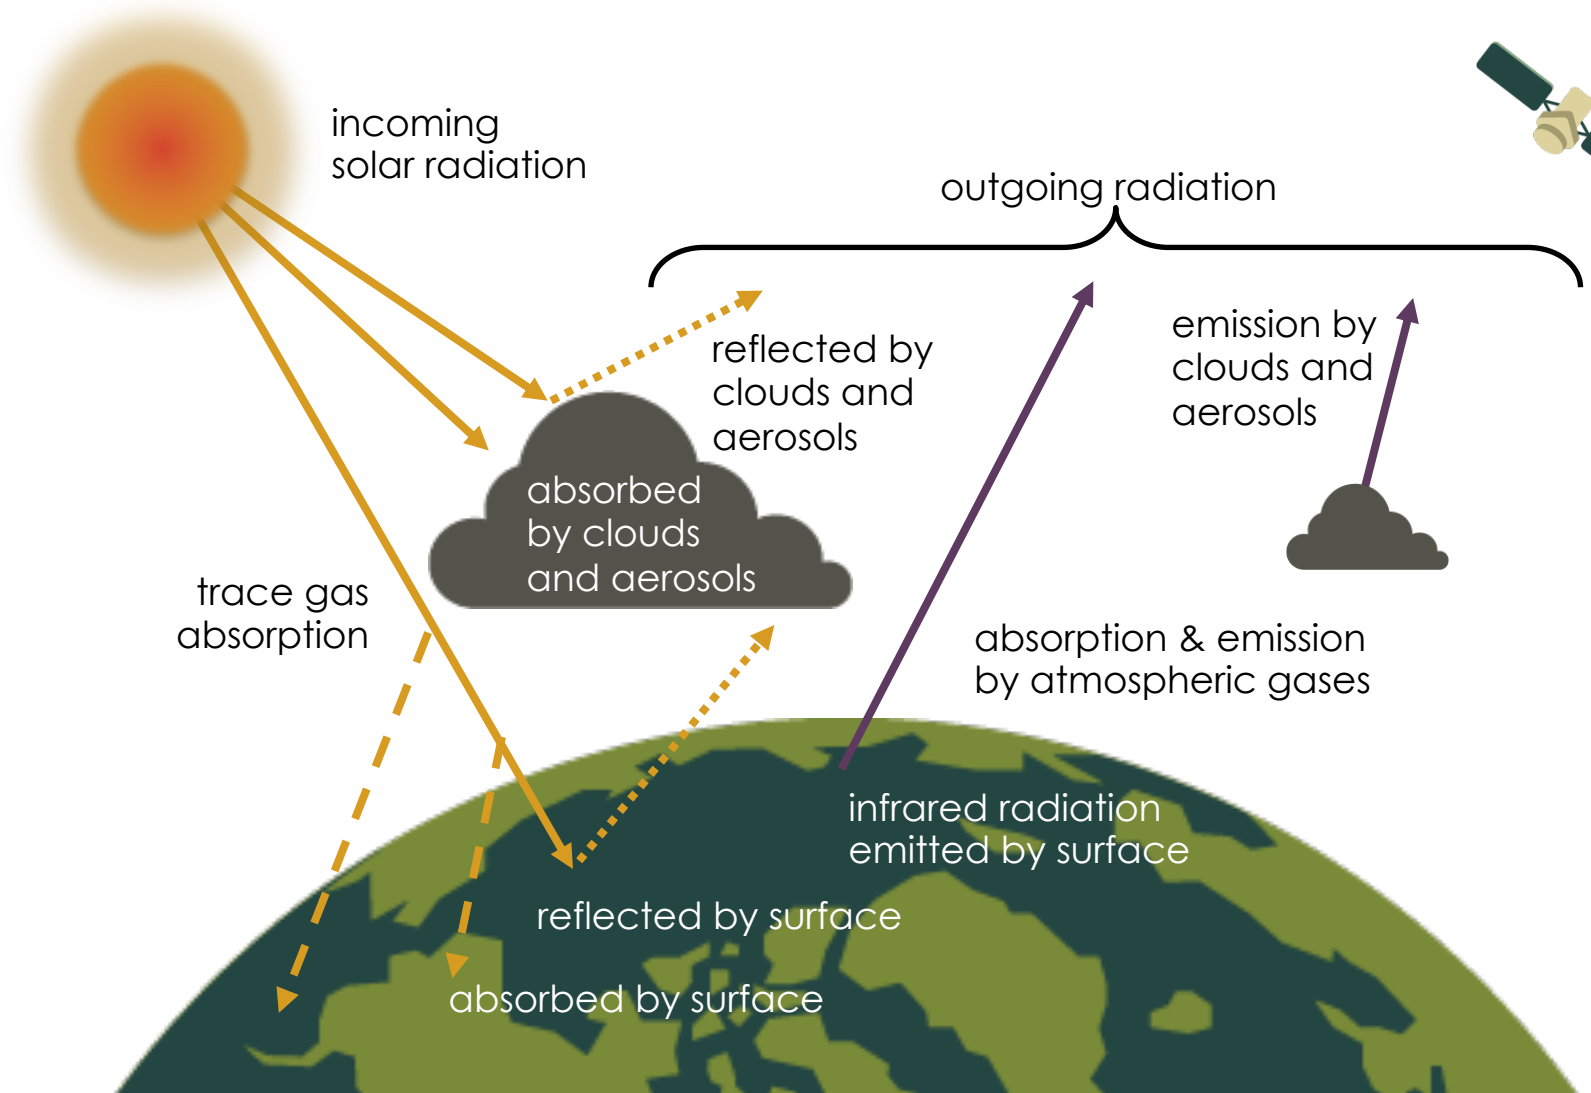 incoming
solar radiation
outgoing radiation
reflected by
clouds and
aerosols
emission by
clouds and
aerosols
absorbed
by clouds
and aerosols
trace gas
absorption
absorption & emission
by atmospheric gases
infrared radiation
emitted by surface
reflected by surface
absorbed by surface